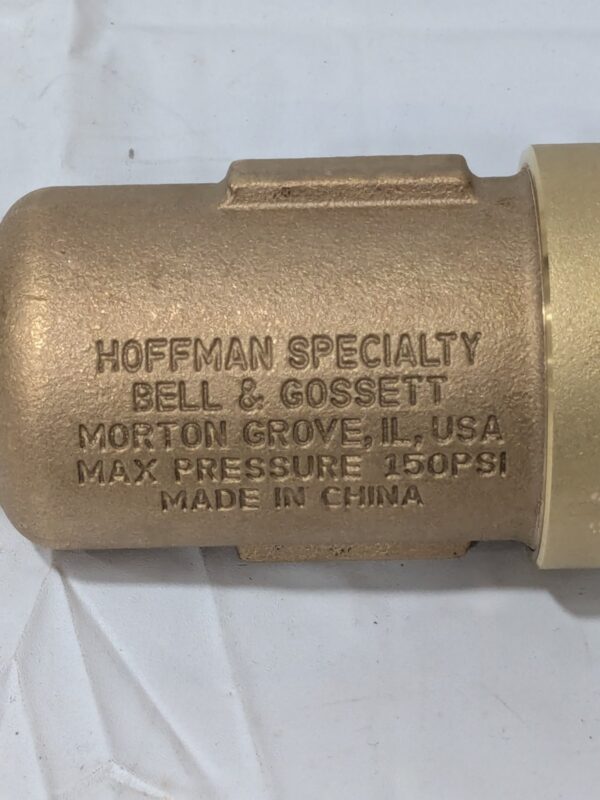 HOFFMAN SPECIALTY
BELL & GOSSETT
MORTON GROVE, IL, USA
MAX PRESSURE 150PSI
MADE IN CHINA